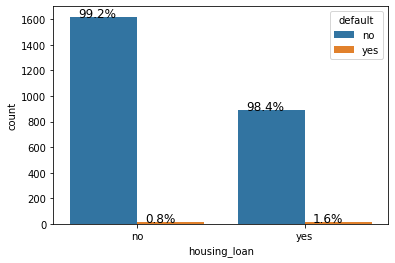 99.2%
98.4%
0.8%
1.6%
default
no
yes
1600
1400
1200
1000
800
600
400
200
0
count
no
yes
housing_loan